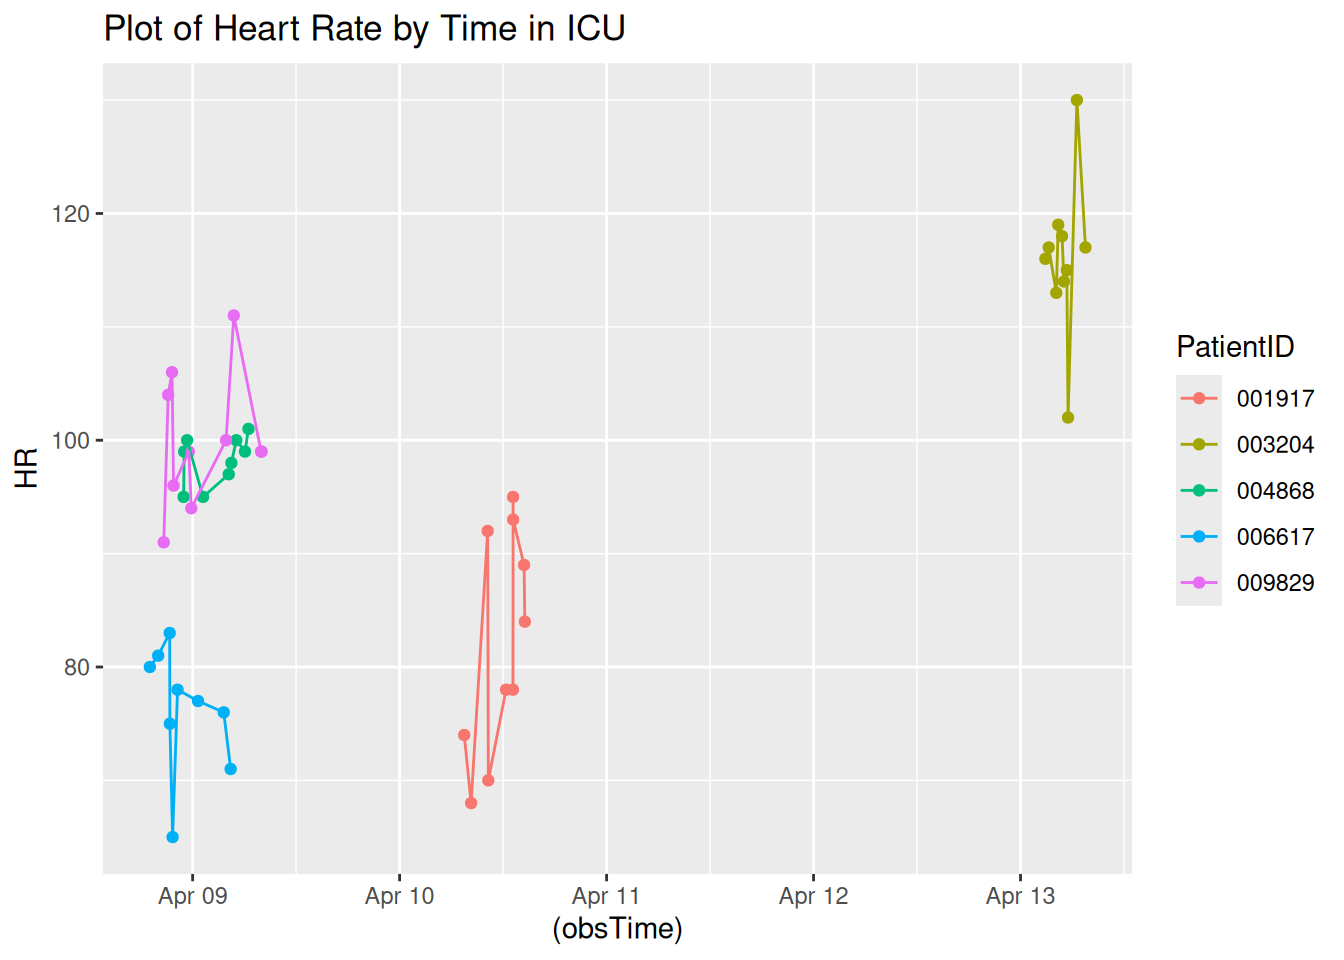 Plot of Heart Rate by Time in ICU
HR
120
100
80
Apr 09
Apr 10
Apr 11
Apr 12
Apr 13
(obsTime)
PatientID
001917
003204
004868
006617
009829